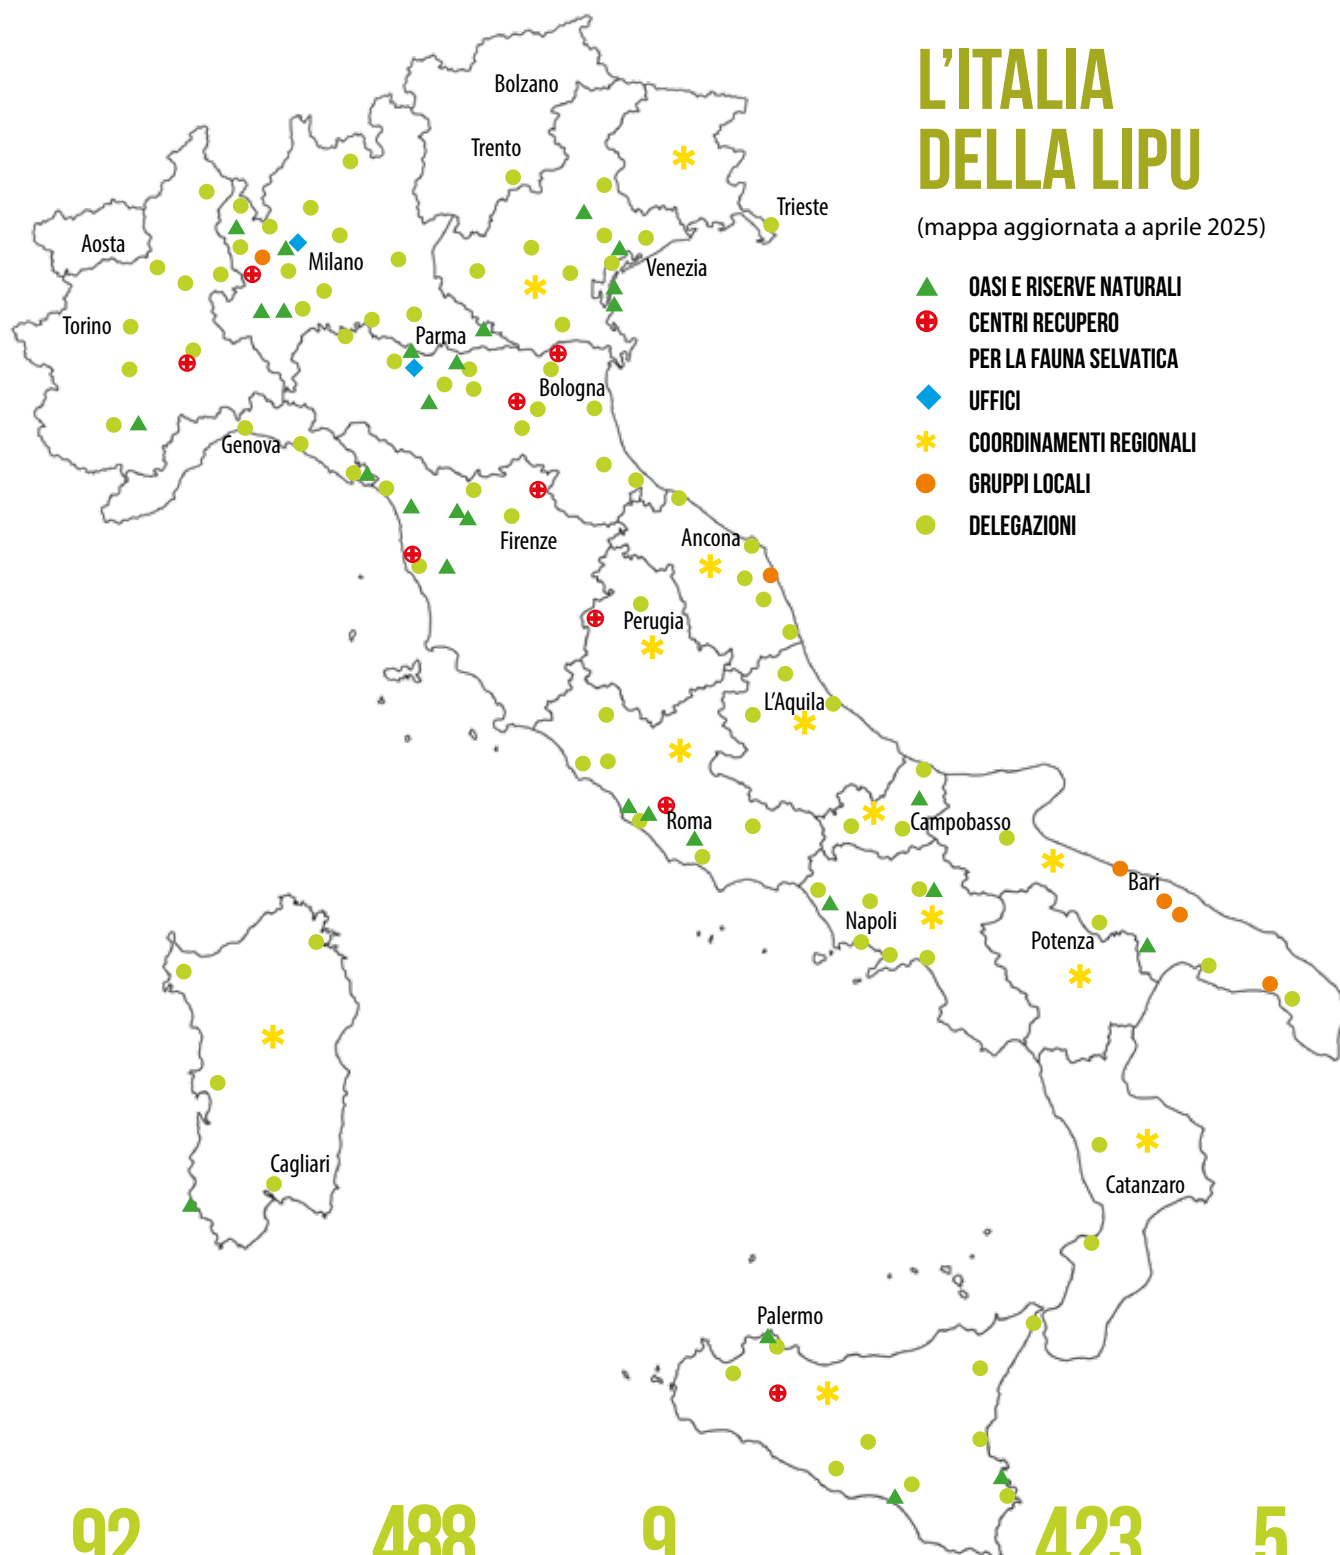 L'ITALIA
DELLA LIPU
(mappa aggiornata a aprile 2025)
OASI E RISERVE NATURALI
CENTRI RECUPERO
PER LA FAUNA SELVATICA
UFFICI
COORDINAMENTI REGIONALI
GRUPPI LOCALI
DELEGAZIONI
Bolzano
Trento
Trieste
Aosta
Milano
Venezia
Torino
Parma
Bologna
Genova
Firenze
Ancona
Perugia
L'Aquila
Roma
Campobasso
Bari
Napoli
Potenza
Cagliari
Catanzaro
Palermo
92
488
9
423
5